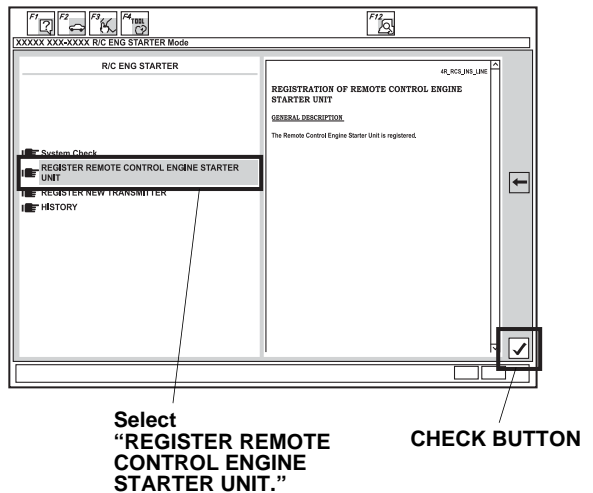 F1
F2
F3
F4 TOOL
F12
XXXXX XXX-XXXX R/C ENG STARTER Mode
R/C ENG STARTER
System Check
REGISTER REMOTE CONTROL ENGINE STARTER
UNIT
REGISTER NEW TRANSMITTER
HISTORY
4R_RCS_INS_LINE
REGISTRATION OF REMOTE CONTROL ENGINE
STARTER UNIT
GENERAL DESCRIPTION
The Remote Control Engine Starter Unit is registered.
Select
“REGISTER REMOTE
CONTROL ENGINE
STARTER UNIT.”
CHECK BUTTON